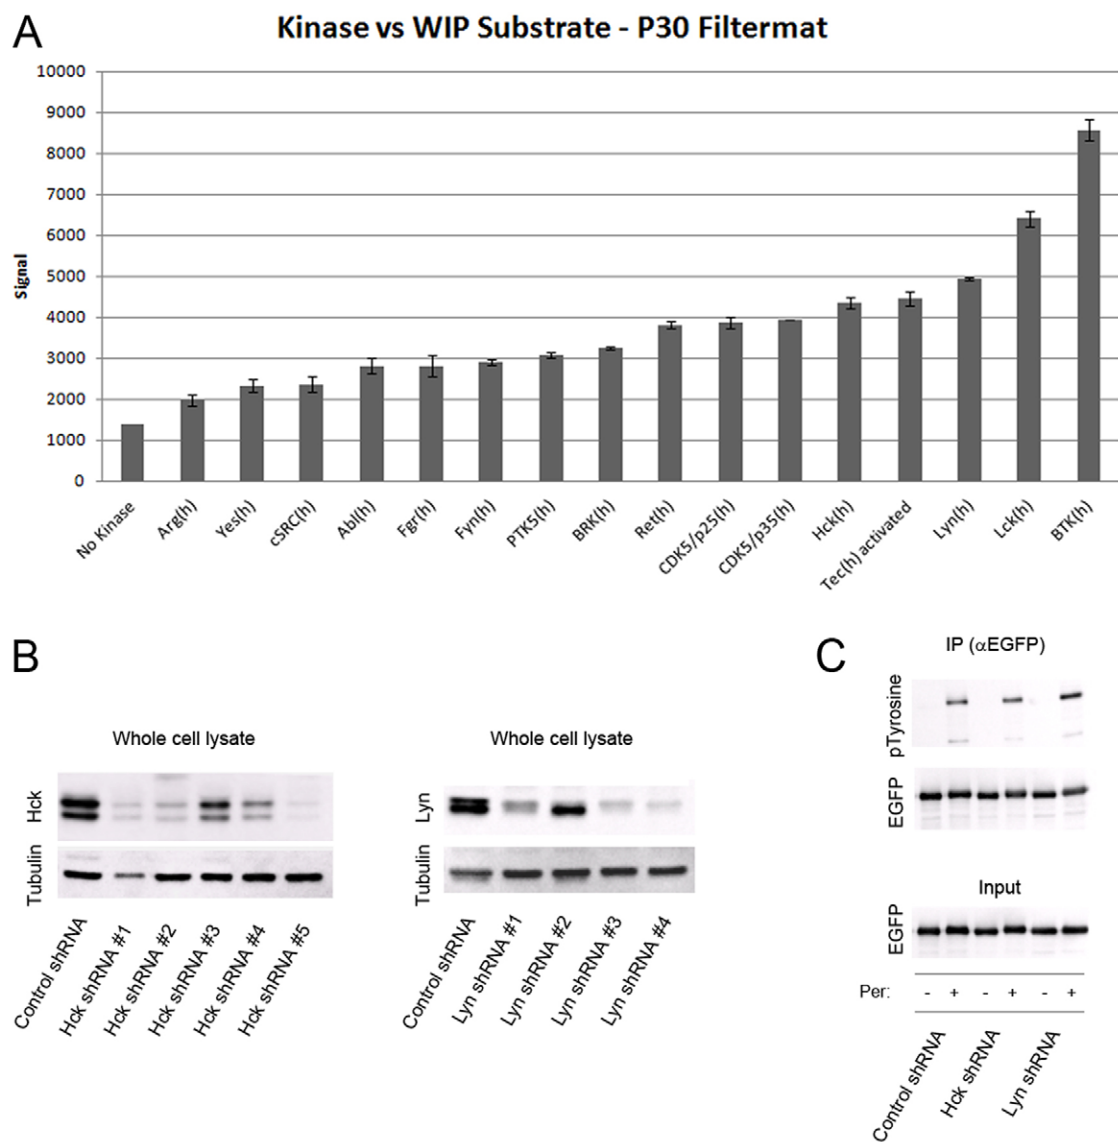 A
Kinase vs WIP Substrate - P30 Filtermat
10000
9000
8000
7000
6000
5000
4000
3000
2000
1000
0
Signal
No Kinase
Arg(h)
Yes(h)
cSRC(h)
Abl(h)
Fgr(h)
Fyn(h)
PTK5(h)
BRK(h)
Ret(h)
CDK5/p25(h)
CDK5/p35(h)
Hck(h)
Tec(h) activated
Lyn(h)
Lck(h)
BTK(h)
B
Whole cell lysate
Hck
Tubulin
Control shRNA
Hck shRNA #1
Hck shRNA #2
Hck shRNA #3
Hck shRNA #4
Hck shRNA #5
Whole cell lysate
Lyn
Tubulin
Control shRNA
Lyn shRNA #1
Lyn shRNA #2
Lyn shRNA #3
Lyn shRNA #4
C
IP (αEGFP)
pTyrosine
EGFP
Input
EGFP
Per: - + - + - +
Control shRNA
Hck shRNA
Lyn shRNA